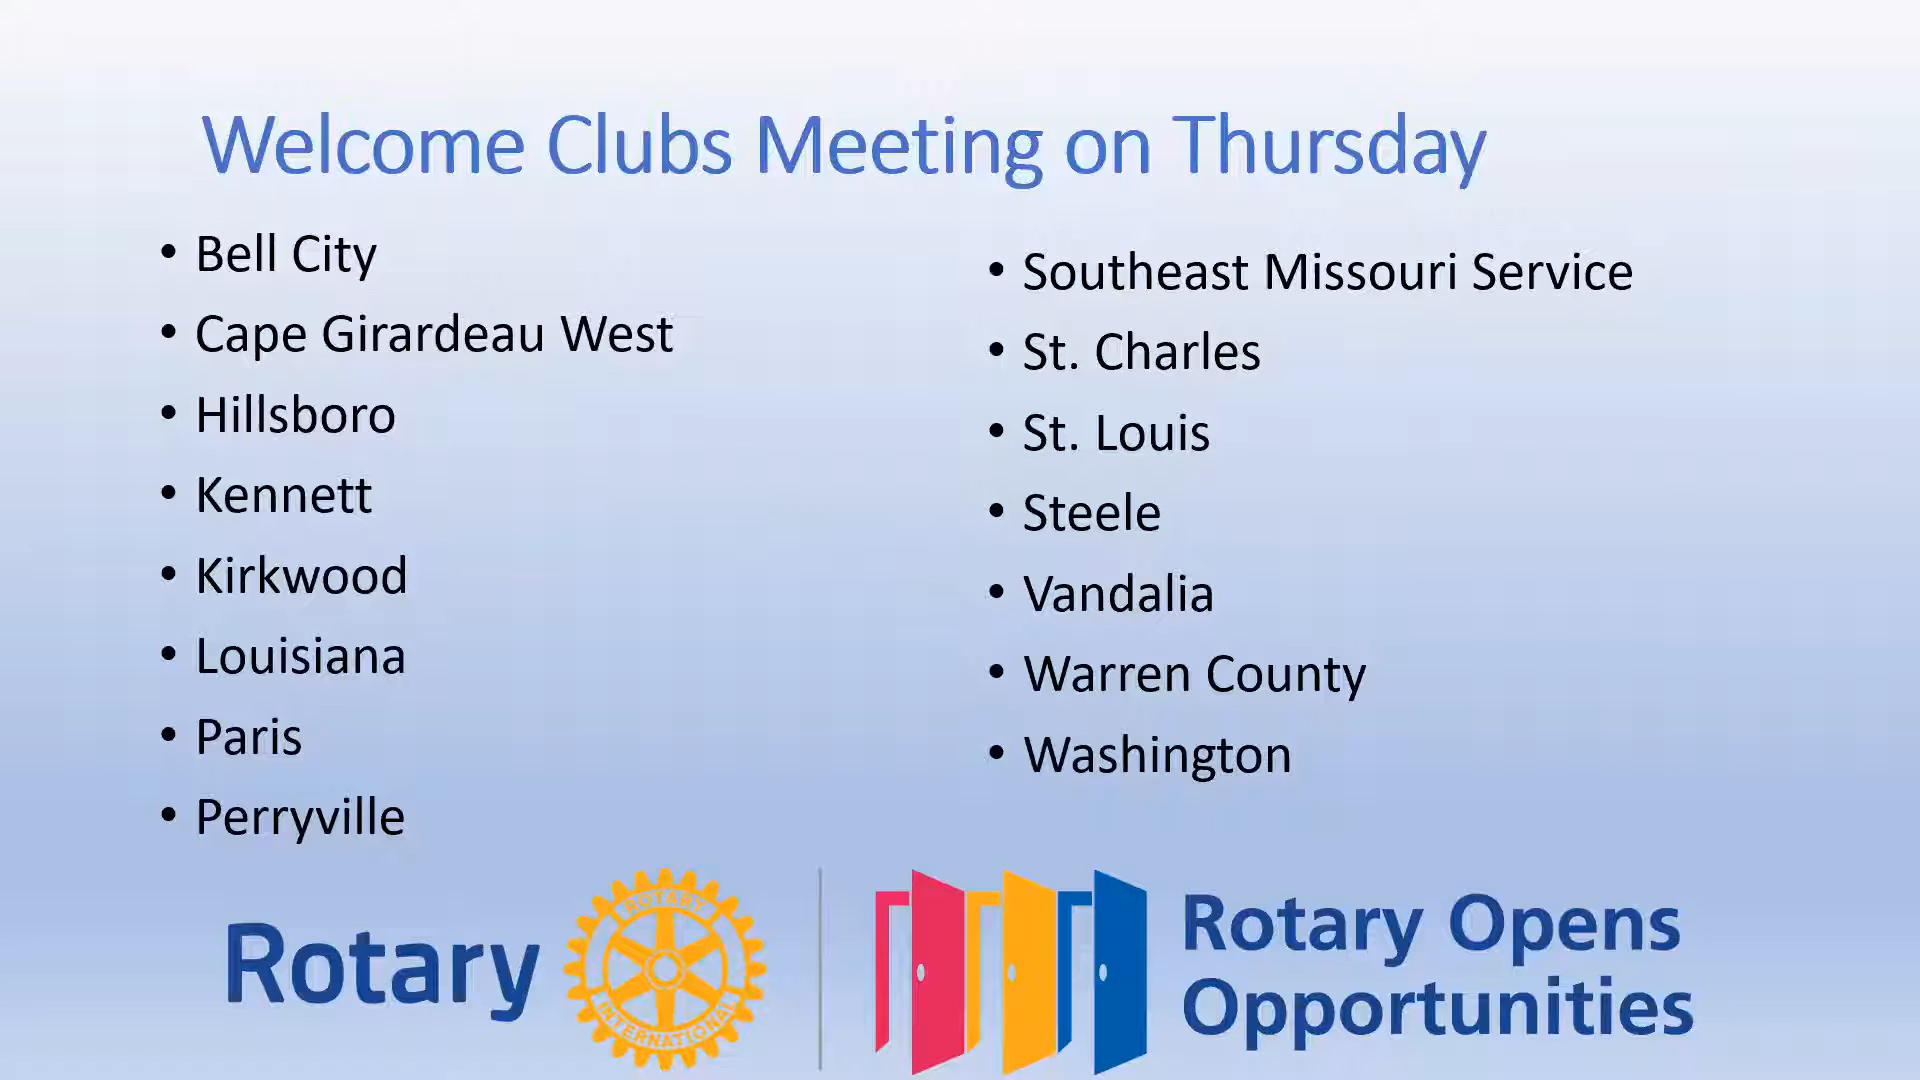 Welcome Clubs Meeting on Thursday
• Bell City
• Cape Girardeau West
• Hillsboro
• Kennett
• Kirkwood
• Louisiana
• Paris
• Perryville
• Southeast Missouri Service
• St. Charles
• St. Louis
• Steele
• Vandalia
• Warren County
• Washington
Rotary
ROTARY
INTERNATIONAL
Rotary Opens
Opportunities